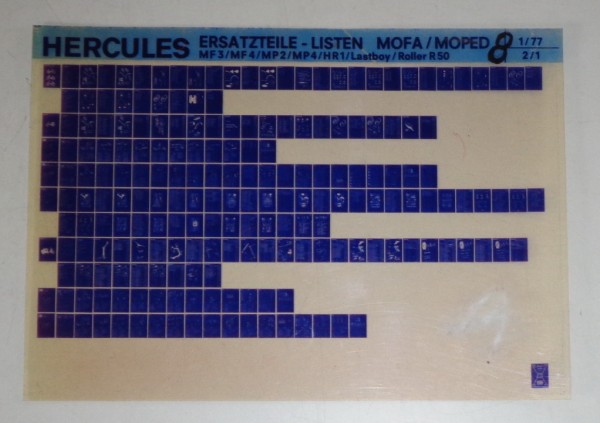 HERCULES ERSATZTEILE - LISTEN MOFA / MOPED 8 1/77
MF3/MF4/MP2/MP4/HR1/Lastboy/Roller R50 2/1